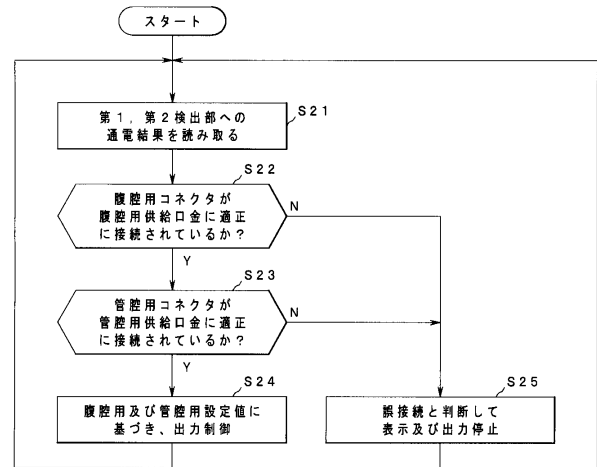 スタート
S21
第1，第2検出部への
通電結果を読み取る
S22
腹腔用コネクタが
腹腔用供給口金に適正
に接続されているか？
N
Y
S23
管腔用コネクタが
管腔用供給口金に適正
に接続されているか？
N
Y
S24
腹腔用及び管腔用設定値に
基づき、出力制御
S25
誤接続と判断して
表示及び出力停止